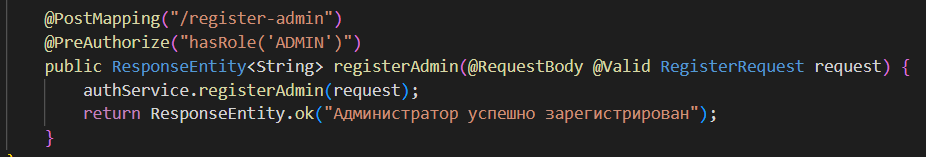 @PostMapping("/register-admin")
@PreAuthorize("hasRole('ADMIN')")
public ResponseEntity<String> registerAdmin(@RequestBody @Valid RegisterRequest request) {
authService.registerAdmin(request);
return ResponseEntity.ok("Администратор успешно зарегистрирован");
}
}